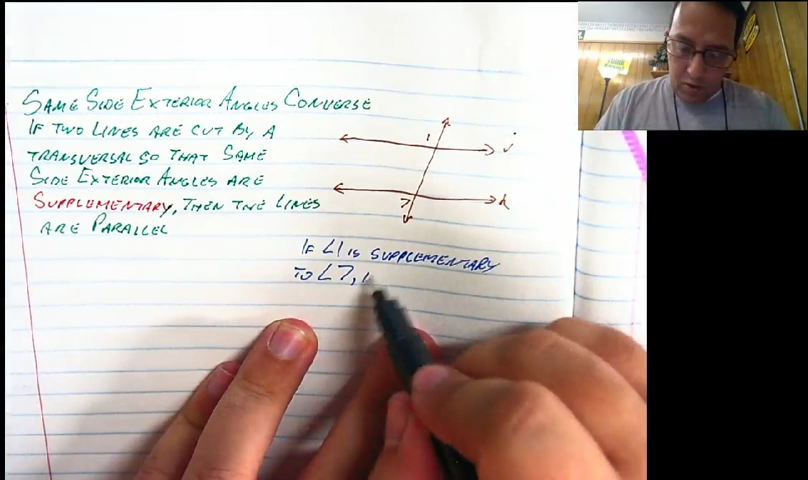 SAME SIDE EXTERIOR ANGLES CONVERSE
IF TWO LINES ARE CUT BY A
TRANSVERSAL SO THAT SAME
SIDE EXTERIOR ANGLES ARE
SUPPLEMENTARY, THEN THE LINES
ARE PARALLEL
1
j
7
k
IF ∠1 IS SUPPLEMENTARY
TO ∠7,